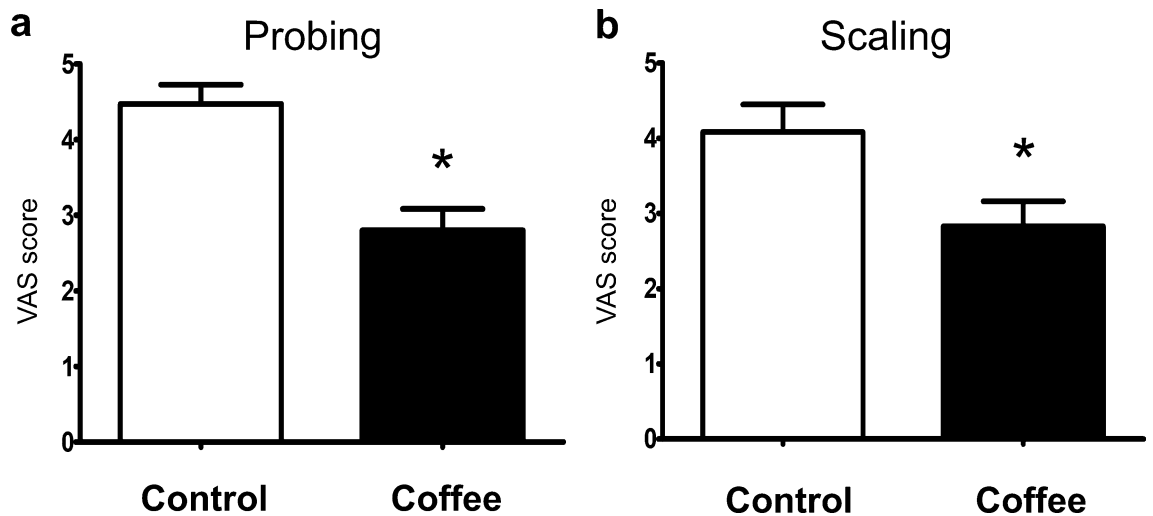 a
Probing
5
4
3
2
1
0
VAS score
*
Control
Coffee
b
Scaling
5
4
3
2
1
0
VAS score
*
Control
Coffee